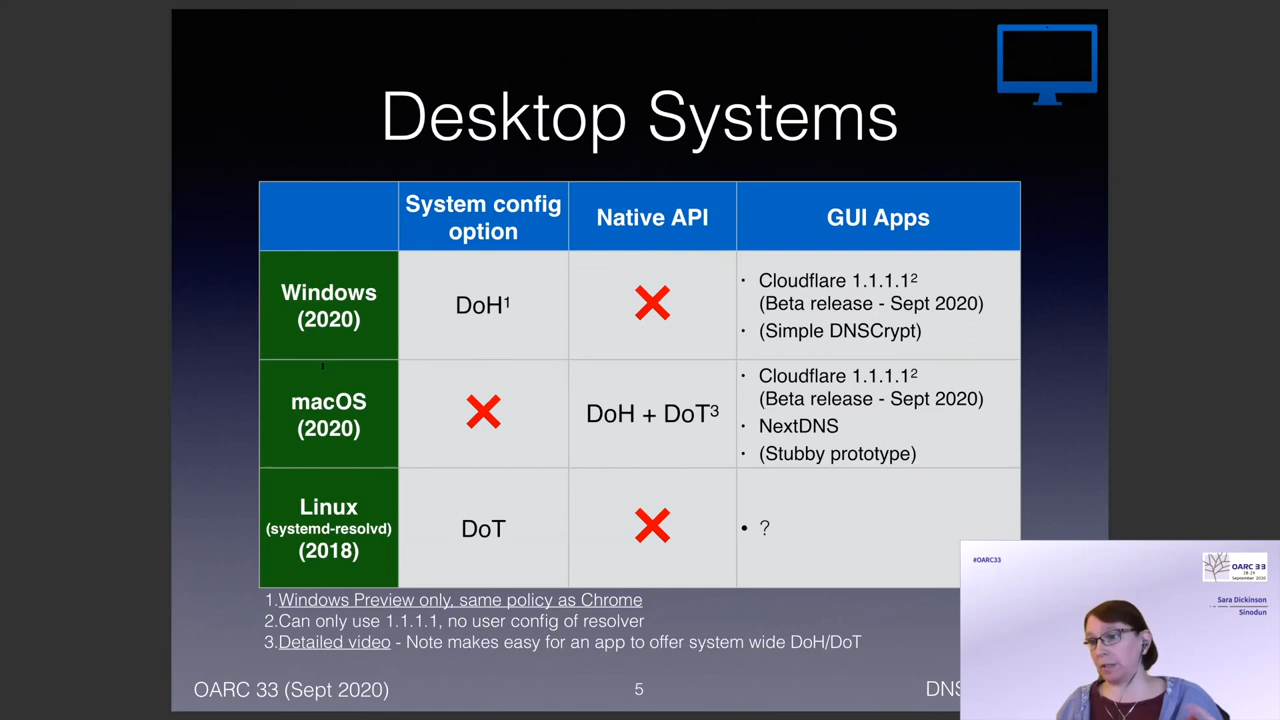 Desktop Systems
System config
option
Native API
GUI Apps
Windows
(2020)
DoH¹
• Cloudflare 1.1.1.1²
(Beta release - Sept 2020)
• (Simple DNSCrypt)
macOS
(2020)
DoH + DoT³
• Cloudflare 1.1.1.1²
(Beta release - Sept 2020)
• NextDNS
• (Stubby prototype)
Linux
(systemd-resolvd)
(2018)
DoT
• ?
1.Windows Preview only, same policy as Chrome
2.Can only use 1.1.1.1, no user config of resolver
3.Detailed video - Note makes easy for an app to offer system wide DoH/DoT
OARC 33 (Sept 2020)
5
DNS
#OARC33
OARC 33
28-29
September 2020
Sara Dickinson
Sinodun